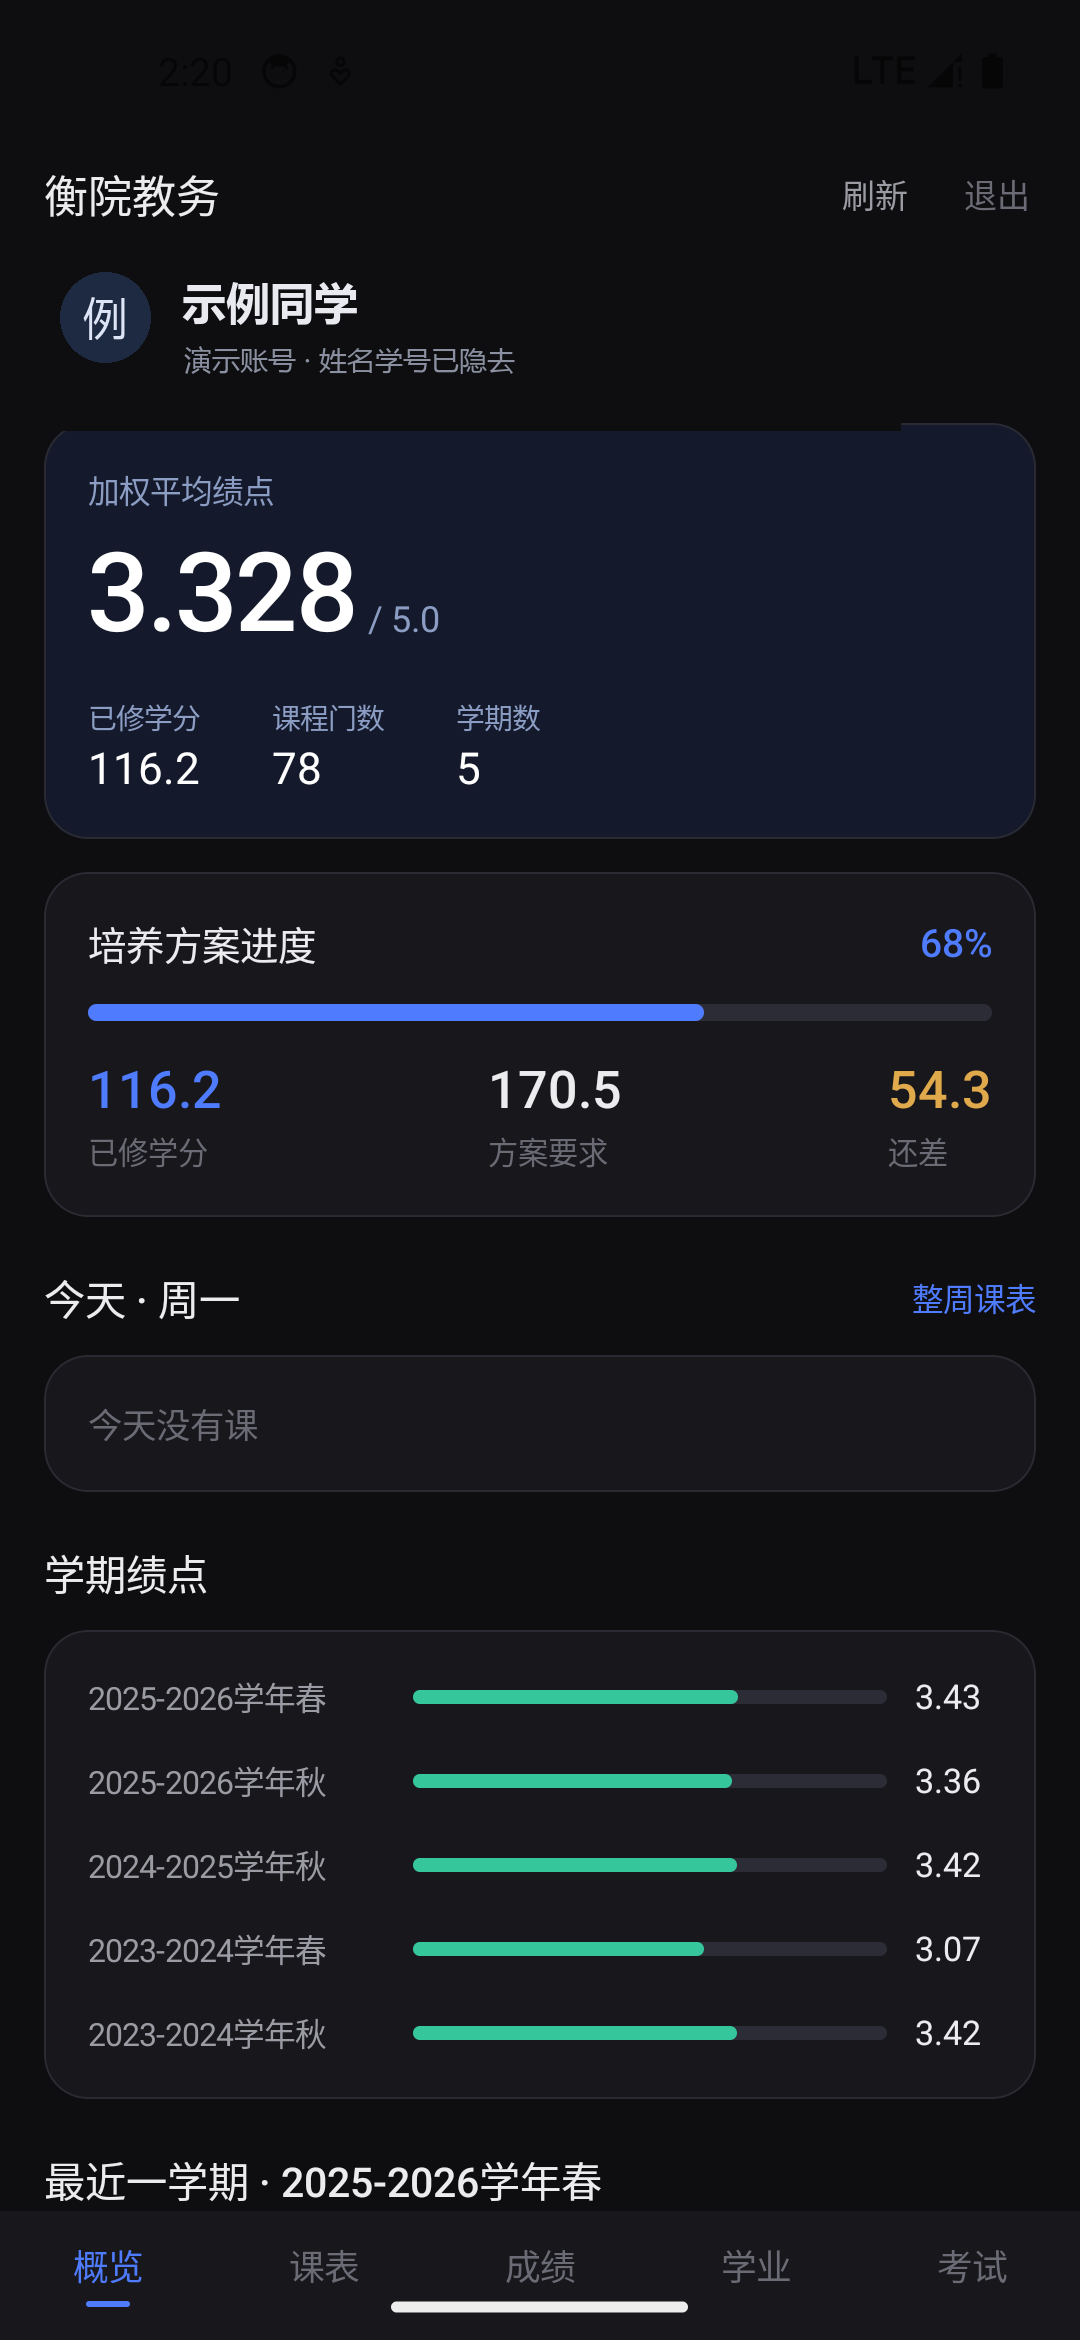 2:20 LTE
衡院教务 刷新 退出
例
示例同学
演示账号 · 姓名学号已隐去
加权平均绩点
3.328 / 5.0
已修学分 课程门数 学期数
116.2 78 5
培养方案进度 68%
116.2 170.5 54.3
已修学分 方案要求 还差
今天 · 周一 整周课表
今天没有课
学期绩点
2025-2026学年春 3.43
2025-2026学年秋 3.36
2024-2025学年秋 3.42
2023-2024学年春 3.07
2023-2024学年秋 3.42
最近一学期 · 2025-2026学年春
概览 课表 成绩 学业 考试